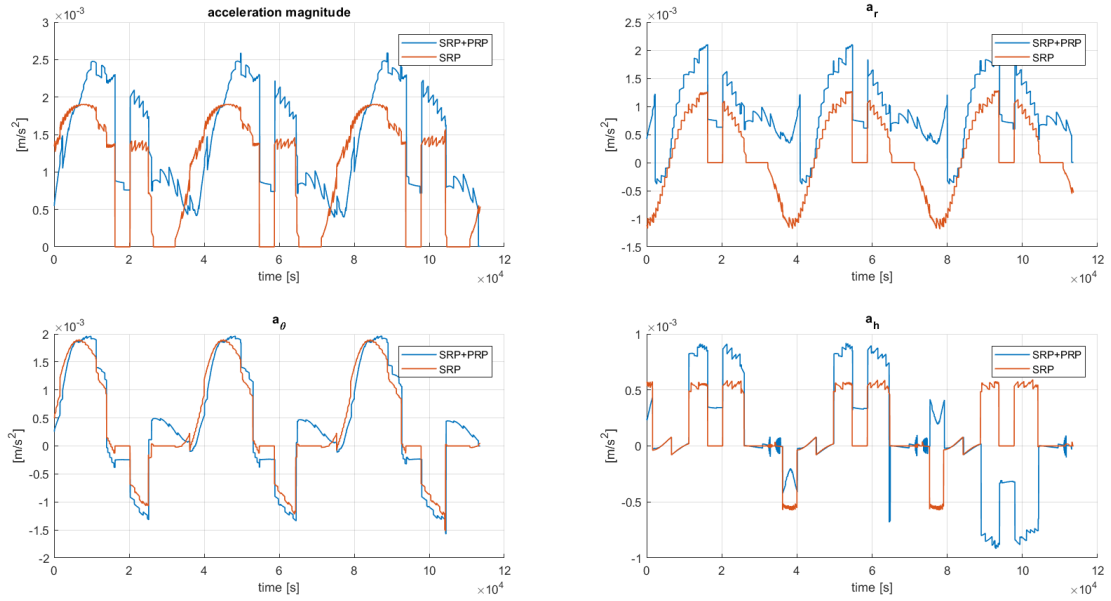 acceleration magnitude
×10⁻³
[m/s²]
3
2.5
2
1.5
1
0.5
0
0 2 4 6 8 10 12
time [s]
×10⁴
SRP+PRP
SRP
a_r
×10⁻³
[m/s²]
2.5
2
1.5
1
0.5
0
-0.5
-1
-1.5
0 2 4 6 8 10 12
time [s]
×10⁴
SRP+PRP
SRP
a_θ
×10⁻³
[m/s²]
2
1.5
1
0.5
0
-0.5
-1
-1.5
-2
0 2 4 6 8 10 12
time [s]
×10⁴
SRP+PRP
SRP
a_h
×10⁻³
[m/s²]
1
0.5
0
-0.5
-1
0 2 4 6 8 10 12
time [s]
×10⁴
SRP+PRP
SRP